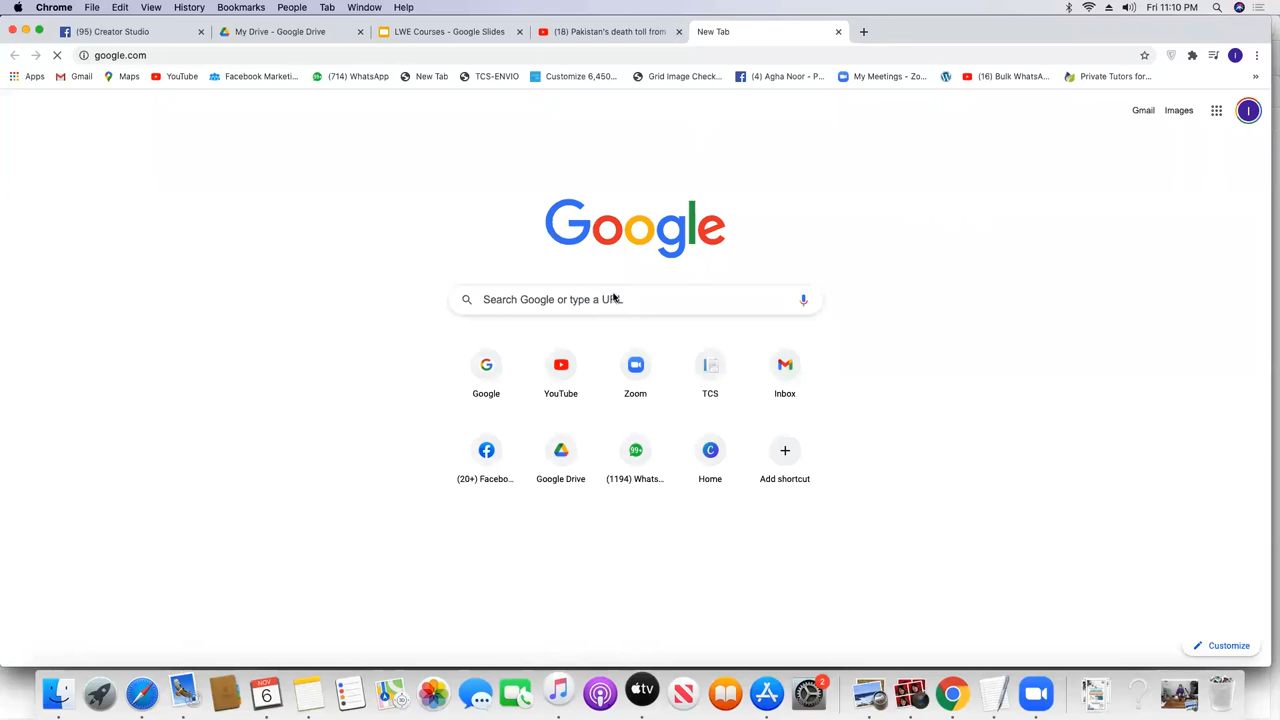 Chrome File Edit View History Bookmarks People Tab Window Help Fri 11:10 PM
(95) Creator Studio My Drive - Google Drive LWE Courses - Google Slides (18) Pakistan's death toll from New Tab
google.com
Apps Gmail Maps YouTube Facebook Marketi... (714) WhatsApp New Tab TCS-ENVIO Customize 6,450... Grid Image Check... (4) Agha Noor - P... My Meetings - Zo... (16) Bulk WhatsA... Private Tutors for... »
Gmail Images I
Google
Search Google or type a URL
Google YouTube Zoom TCS Inbox
(20+) Facebo... Google Drive (1194) Whats... Home Add shortcut
Customize
NOV
6 tv 2